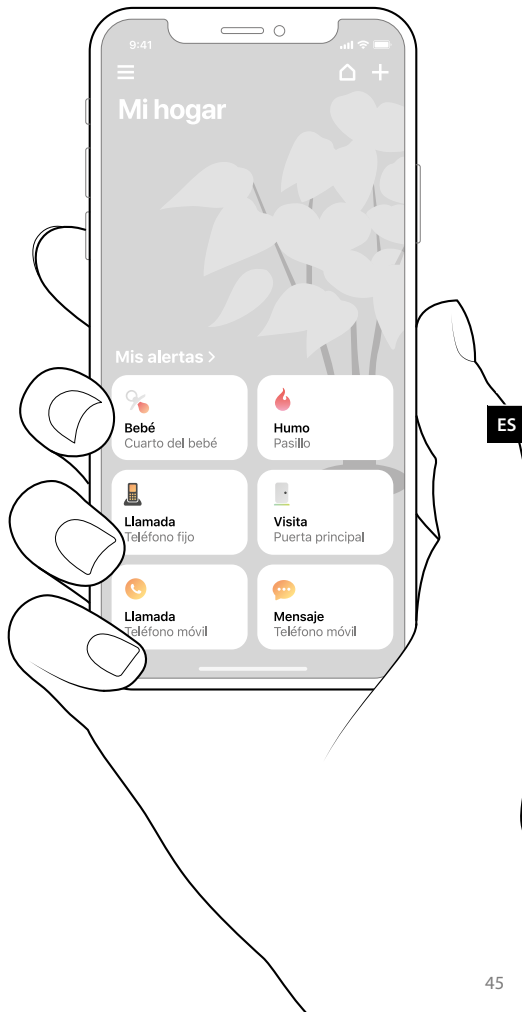 9:41
Mi hogar
Mis alertas >
Bebé
Cuarto del bebé
Humo
Pasillo
Llamada
Teléfono fijo
Visita
Puerta principal
Llamada
Teléfono móvil
Mensaje
Teléfono móvil
ES
45